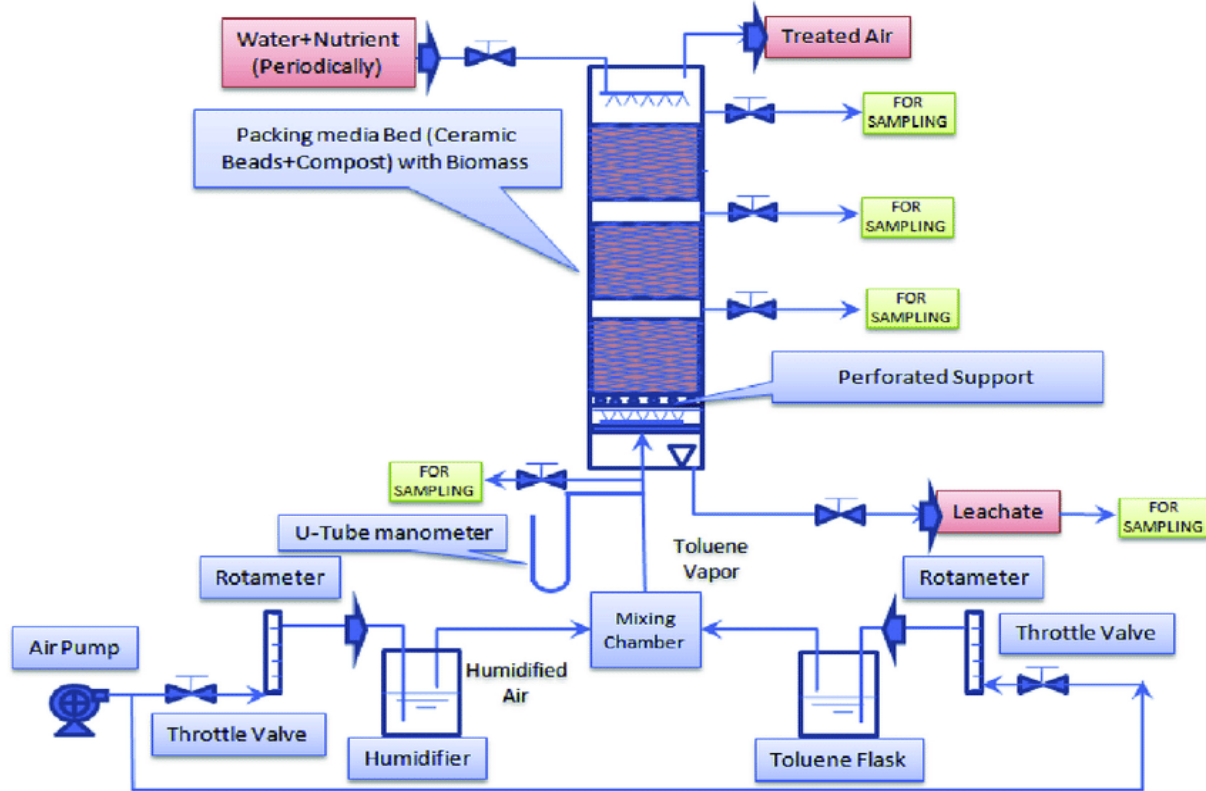 Water+Nutrient
(Periodically)
Treated Air
FOR
SAMPLING
Packing media Bed (Ceramic
Beads+Compost) with Biomass
FOR
SAMPLING
FOR
SAMPLING
Perforated Support
FOR
SAMPLING
Leachate
FOR
SAMPLING
U-Tube manometer
Toluene
Vapor
Rotameter
Rotameter
Mixing
Chamber
Throttle Valve
Air Pump
Humidified
Air
Throttle Valve
Humidifier
Toluene Flask